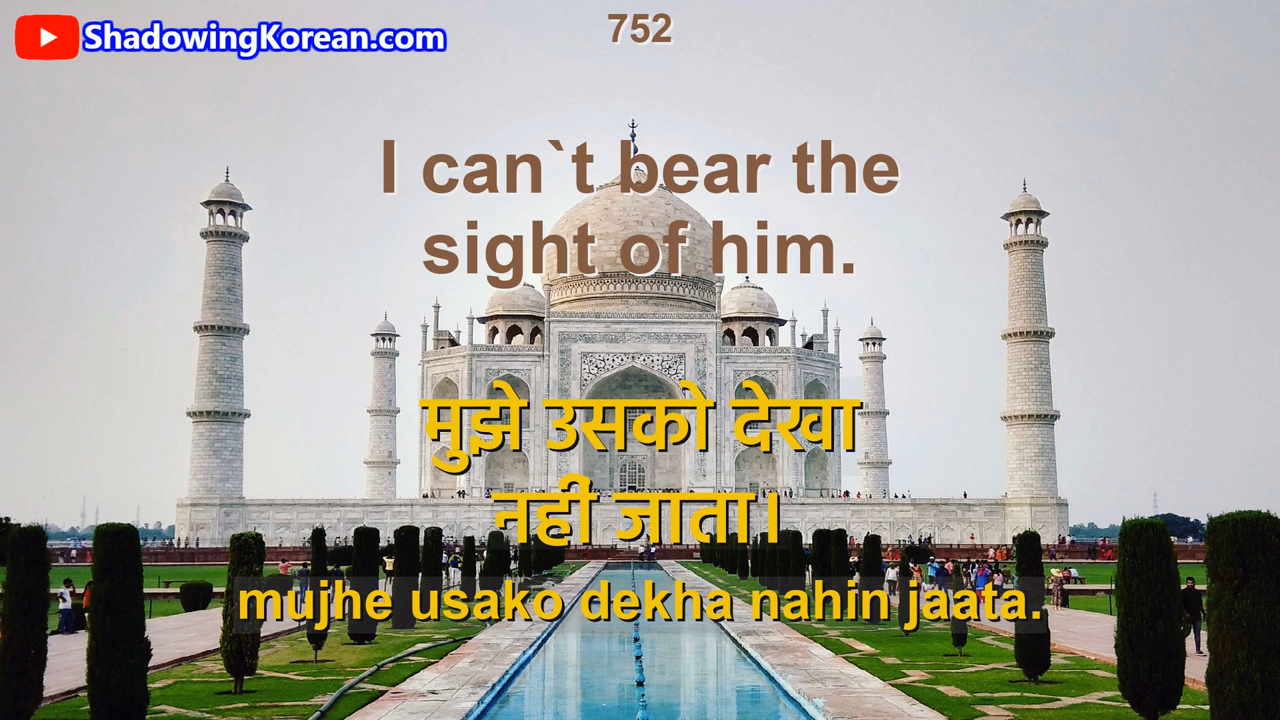 ShadowingKorean.com
752
I can`t bear the
sight of him.
मुझे उसको देखा
नहीं जाता।
mujhe usako dekha nahin jaata.